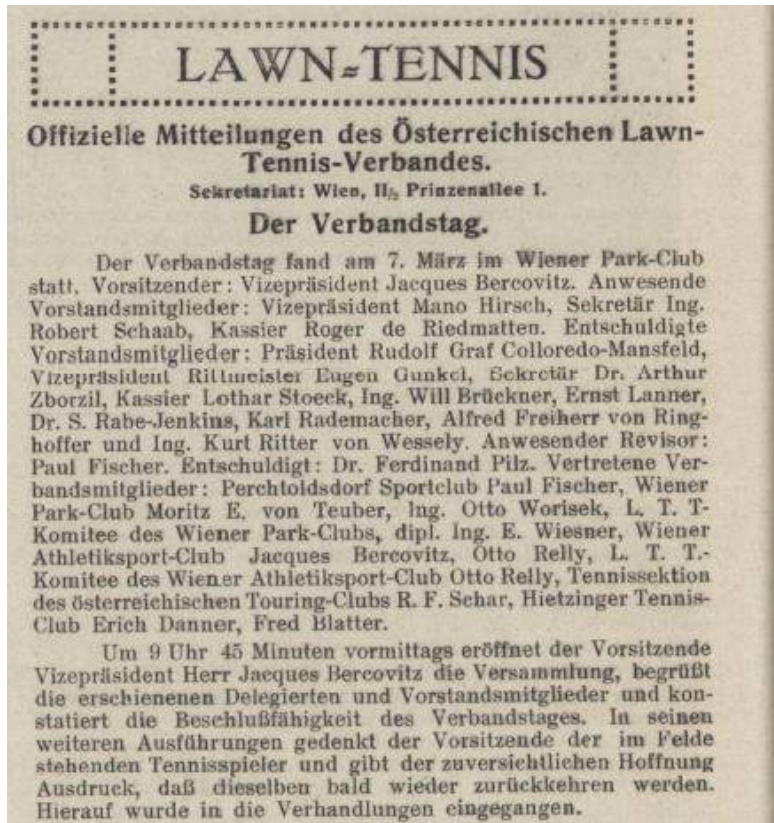 LAWN-TENNIS
Offizielle Mitteilungen des Österreichischen Lawn-
Tennis-Verbandes.
Sekretariat: Wien, II/2 Prinzenallee 1.
Der Verbandstag.
Der Verbandstag fand am 7. März im Wiener Park-Club
statt. Vorsitzender: Vizepräsident Jacques Bercovitz. Anwesende
Vorstandsmitglieder: Vizepräsident Mano Hirsch, Sekretär Ing.
Robert Schaab, Kassier Roger de Riedmatten. Entschuldigte
Vorstandsmitglieder: Präsident Rudolf Graf Colloredo-Mansfeld,
Vizepräsident Rittmeister Eugen Gunkel, Sekretär Dr. Arthur
Zborzil, Kassier Lothar Stoeck, Ing. Will Brückner, Ernst Lanner,
Dr. S. Rabe-Jenkins, Karl Rademacher, Alfred Freiherr von Ring-
hoffer und Ing. Kurt Ritter von Wessely. Anwesender Revisor:
Paul Fischer. Entschuldigt: Dr. Ferdinand Pilz. Vertretene Ver-
bandsmitglieder: Perchtoldsdorf Sportclub Paul Fischer, Wiener
Park-Club Moritz E. von Teuber, Ing. Otto Worisek, L. T. T-
Komitee des Wiener Park-Clubs, dipl. Ing. E. Wiesner, Wiener
Athletiksport-Club Jacques Bercovitz, Otto Relly, L. T. T.-
Komitee des Wiener Athletiksport-Club Otto Relly, Tennissektion
des österreichischen Touring-Clubs R. F. Schar, Hietzinger Tennis-
Club Erich Danner, Fred Blatter.
Um 9 Uhr 45 Minuten vormittags eröffnet der Vorsitzende
Vizepräsident Herr Jacques Bercovitz die Versammlung, begrüßt
die erschienenen Delegierten und Vorstandsmitglieder und kon-
statiert die Beschlußfähigkeit des Verbandstages. In seinen
weiteren Ausführungen gedenkt der Vorsitzende der im Felde
stehenden Tennisspieler und gibt der zuversichtlichen Hoffnung
Ausdruck, daß dieselben bald wieder zurückkehren werden.
Hierauf wurde in die Verhandlungen eingegangen.